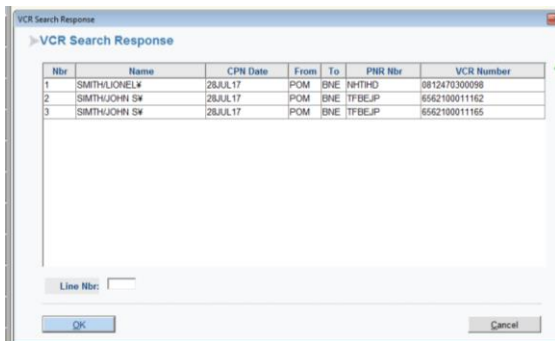 VCR Search Response
VCR Search Response
Nbr Name CPN Date From To PNR Nbr VCR Number
1 SMITH/LIONEL¥ 28JUL17 POM BNE NHTIHD 0812470300098
2 SIMTH/JOHN S¥ 28JUL17 POM BNE TFBEJP 6562100011162
3 SIMTH/JOHN S¥ 28JUL17 POM BNE TFBEJP 6562100011165
Line Nbr:
OK Cancel